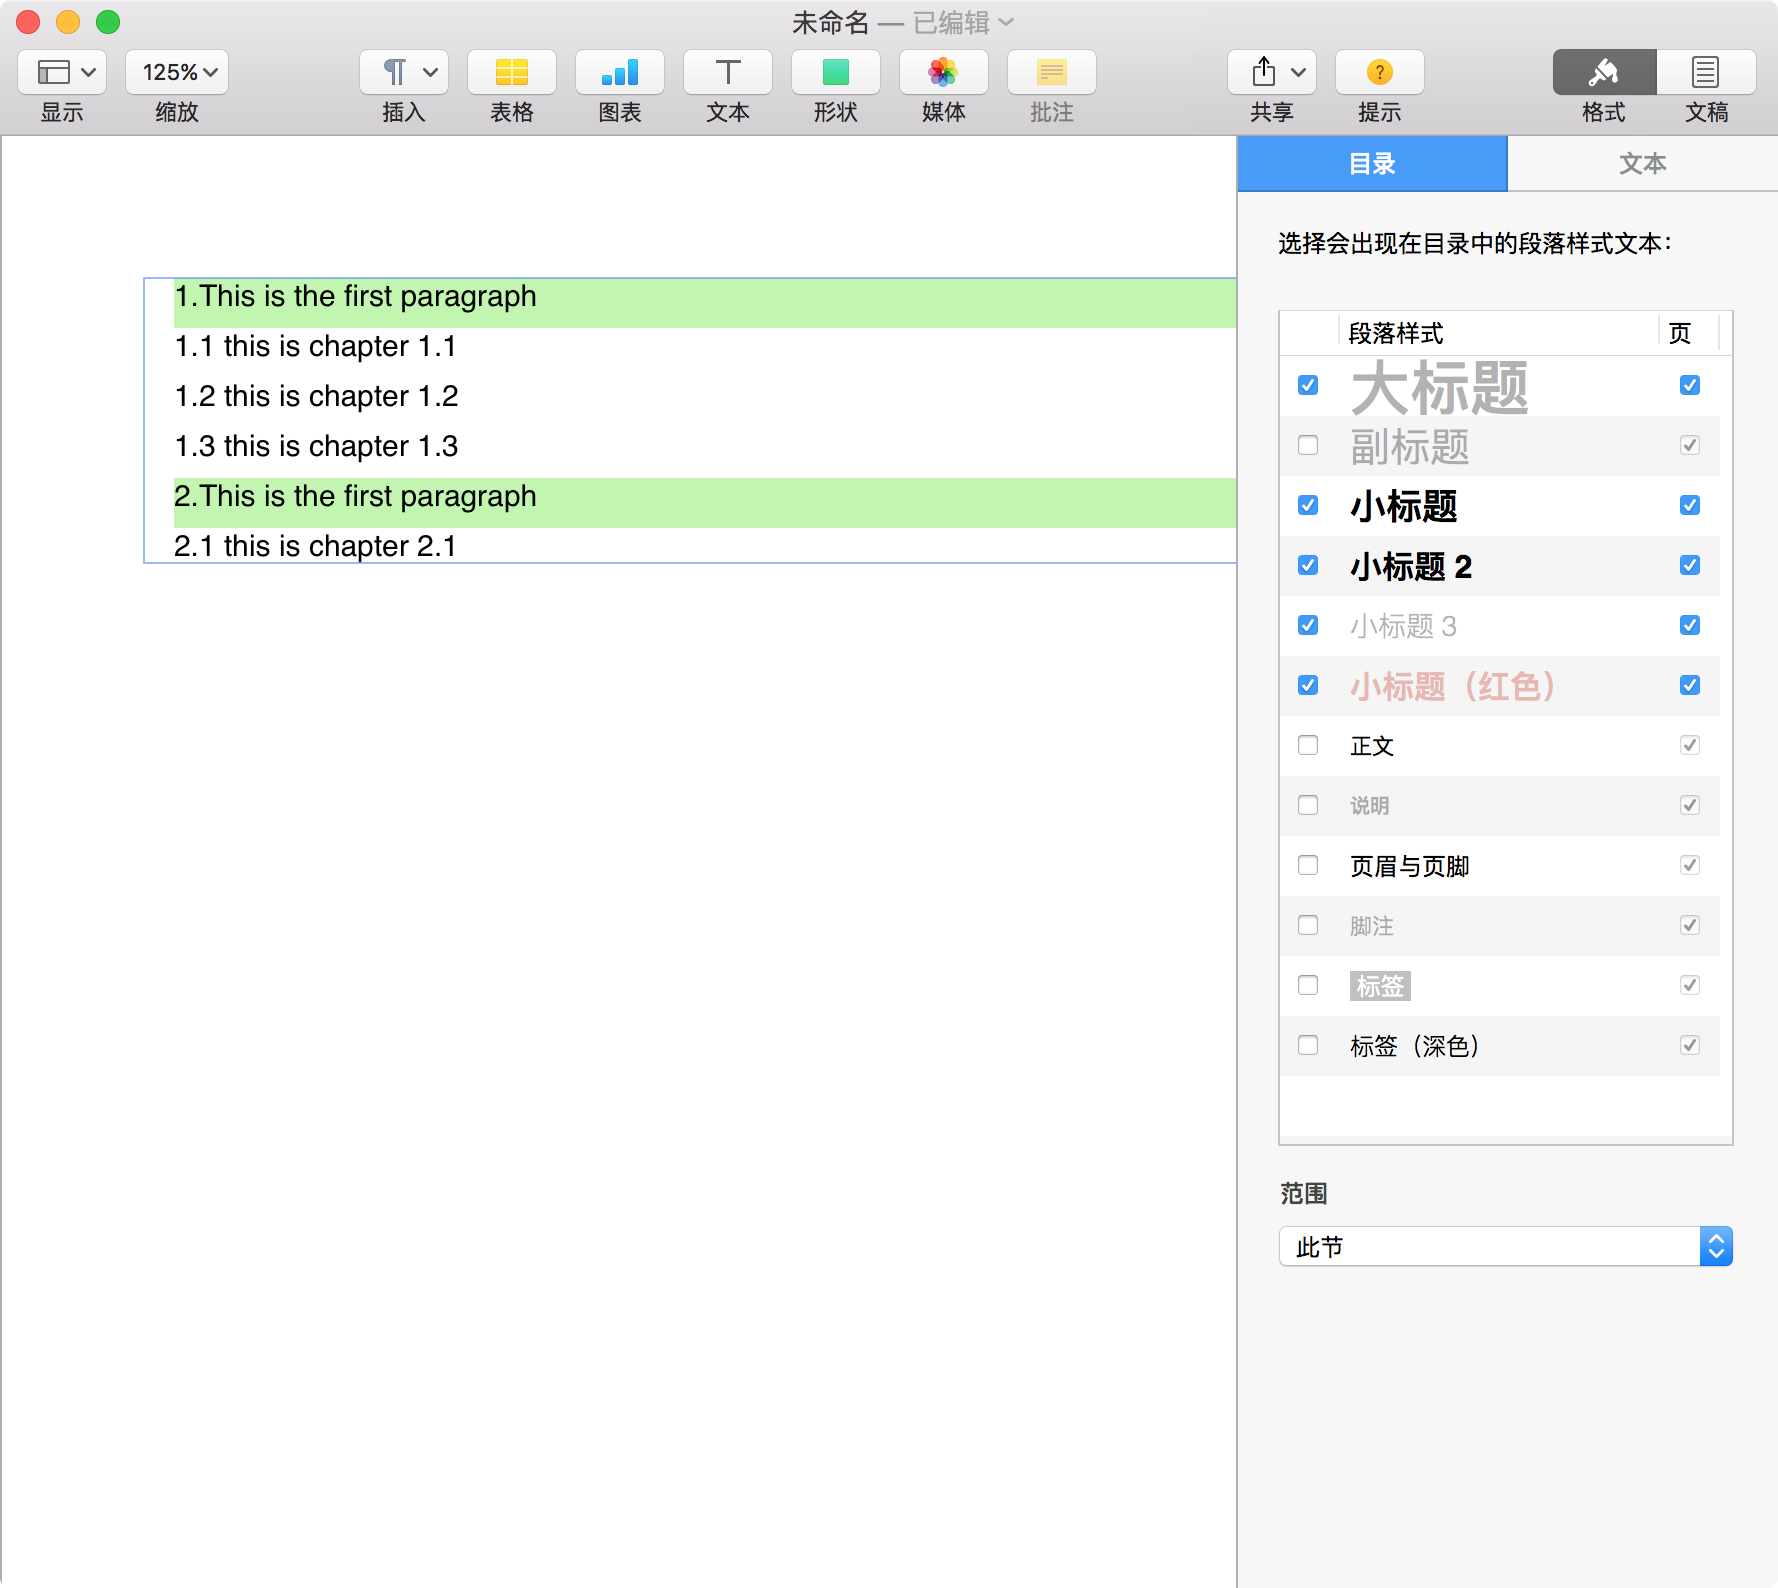 未命名 — 已编辑
125%
显示
缩放
插入
表格
图表
文本
形状
媒体
批注
共享
提示
格式
文稿
目录
文本
选择会出现在目录中的段落样式文本：
段落样式
页
大标题
副标题
小标题
小标题 2
小标题 3
小标题（红色）
正文
说明
页眉与页脚
脚注
标签
标签（深色）
范围
此节
1.This is the first paragraph
1.1 this is chapter 1.1
1.2 this is chapter 1.2
1.3 this is chapter 1.3
2.This is the first paragraph
2.1 this is chapter 2.1